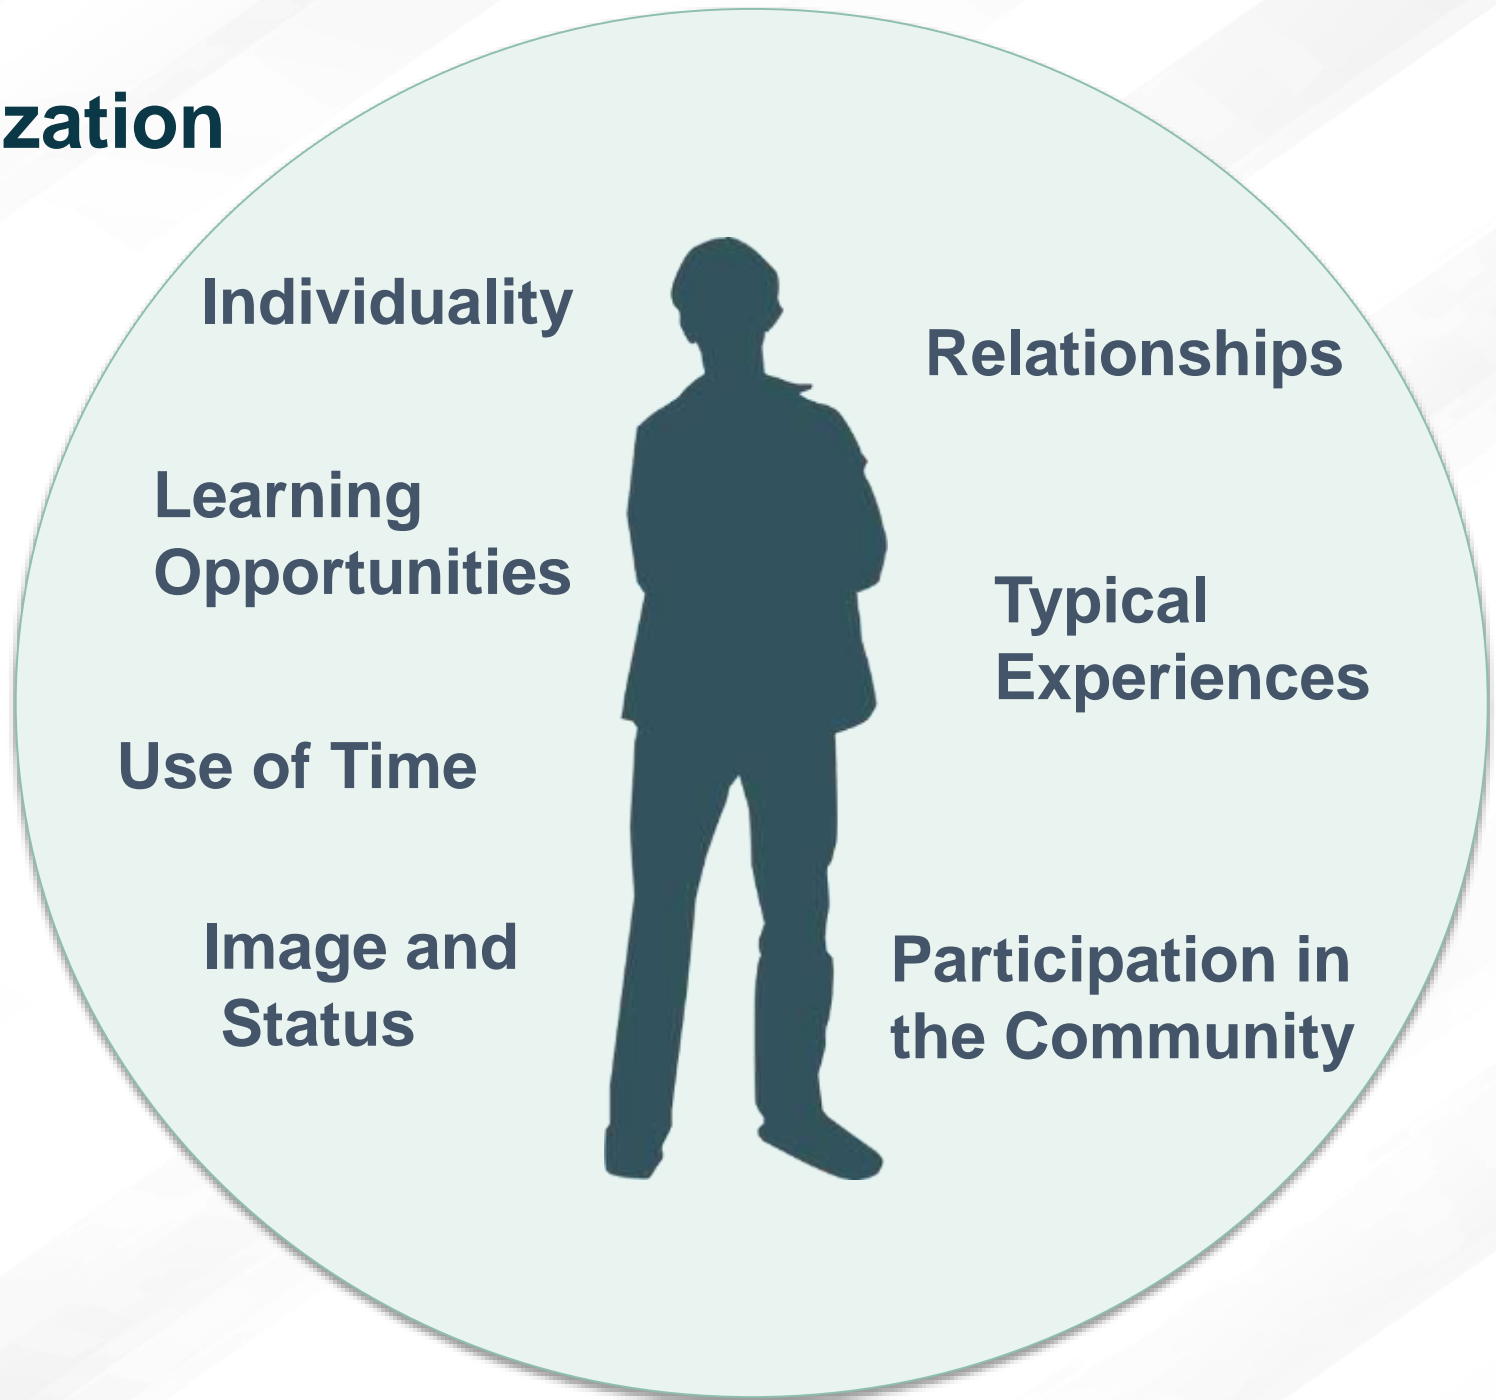 zation
Individuality
Relationships
Learning
Opportunities
Typical
Experiences
Use of Time
Image and
Status
Participation in
the Community